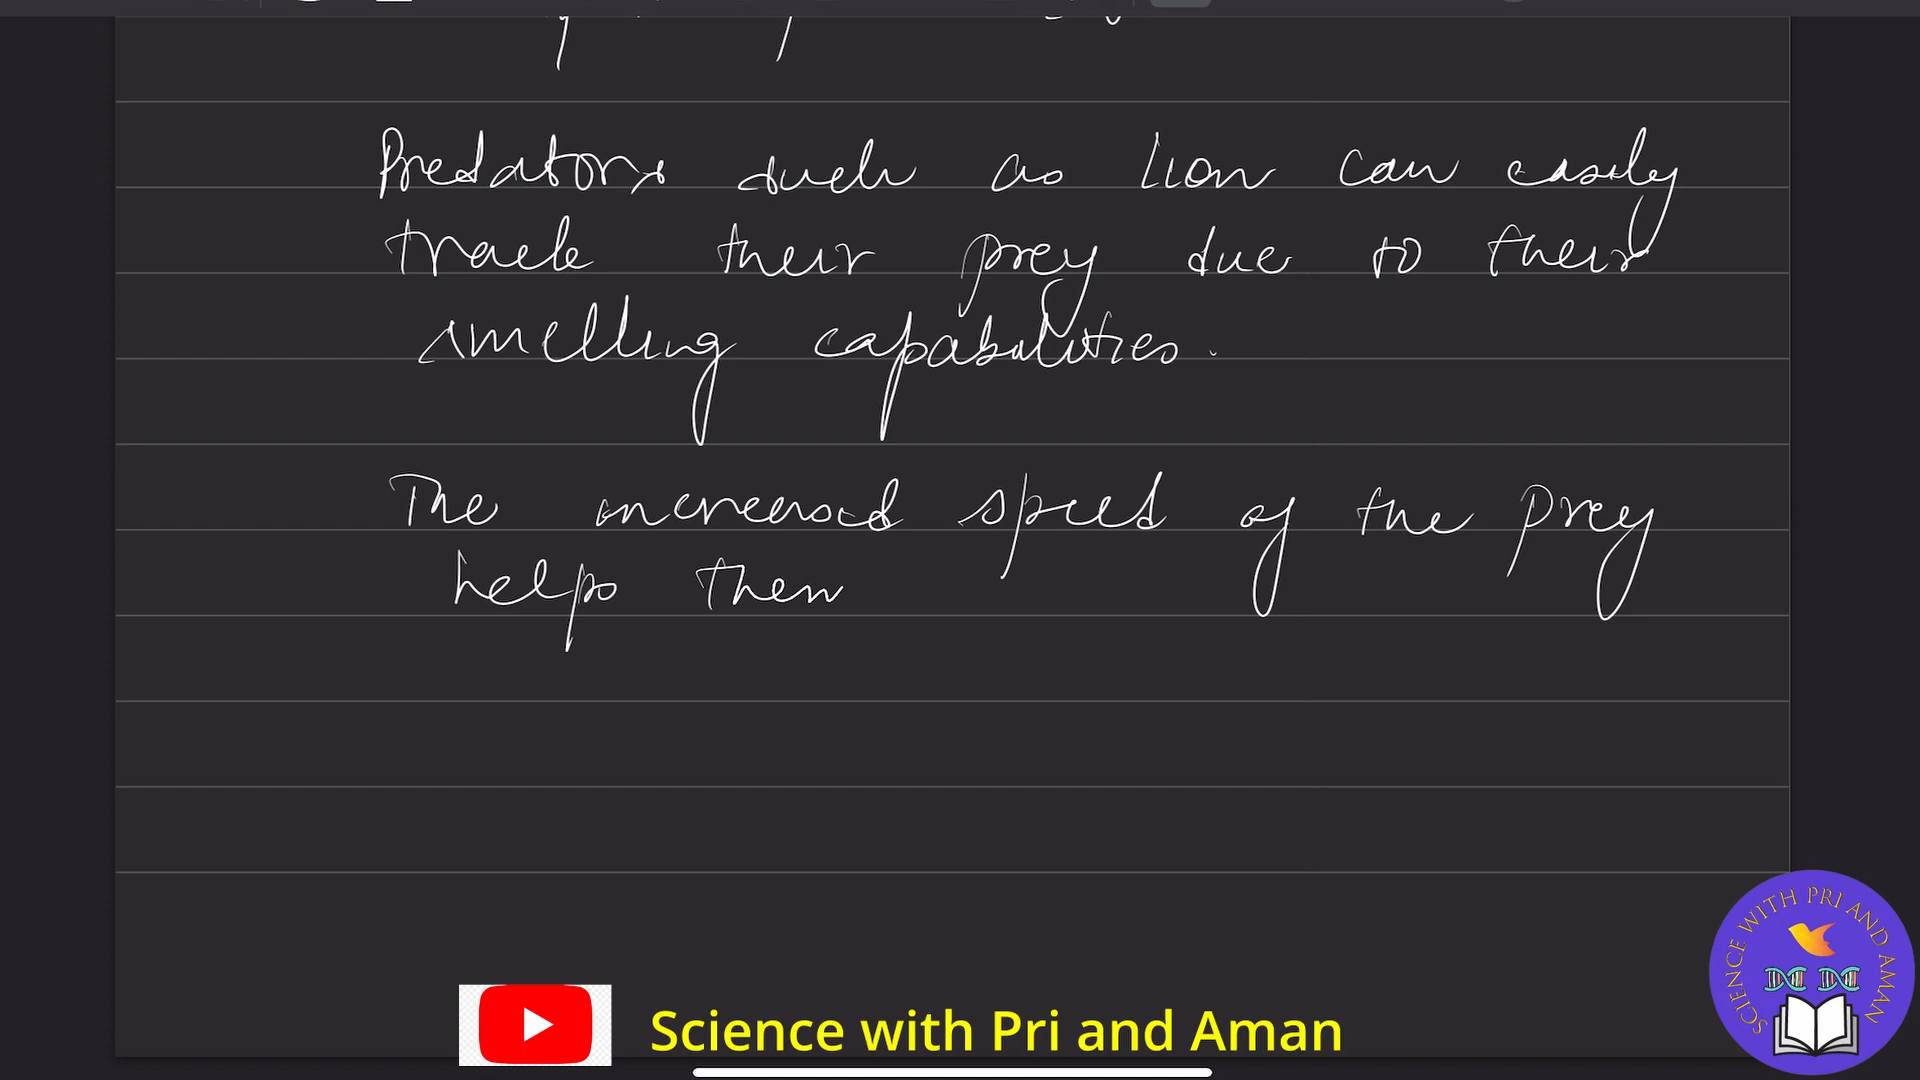 Predators such as lion can easily
track their prey due to their
smelling capabilities.
The increased speed of the prey
helps them
SCIENCE WITH PRI AND AMAN
Science with Pri and Aman